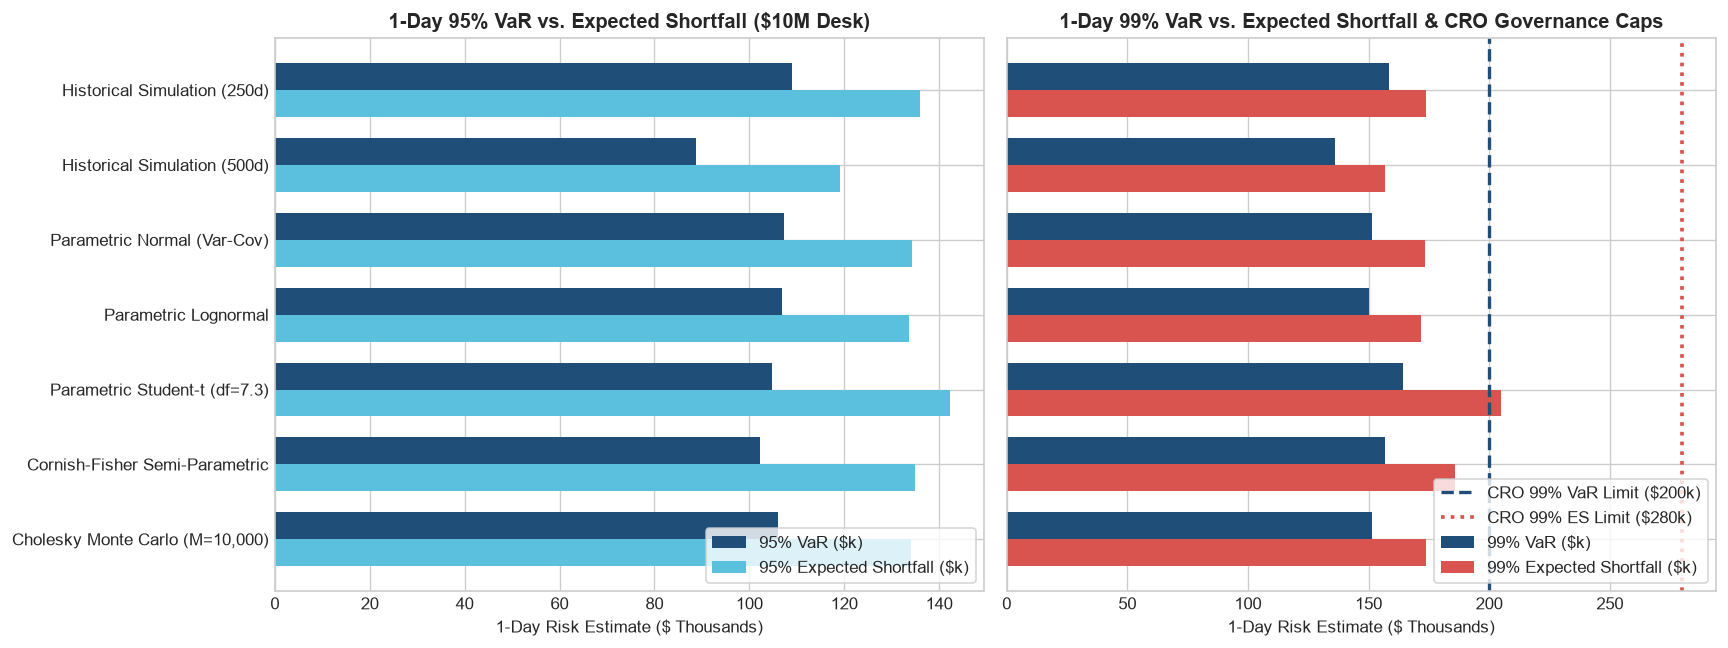 1-Day 95% VaR vs. Expected Shortfall ($10M Desk)
Historical Simulation (250d)
Historical Simulation (500d)
Parametric Normal (Var-Cov)
Parametric Lognormal
Parametric Student-t (df=7.3)
Cornish-Fisher Semi-Parametric
Cholesky Monte Carlo (M=10,000)
95% VaR ($k)
95% Expected Shortfall ($k)
0 20 40 60 80 100 120 140
1-Day Risk Estimate ($ Thousands)
1-Day 99% VaR vs. Expected Shortfall & CRO Governance Caps
CRO 99% VaR Limit ($200k)
CRO 99% ES Limit ($280k)
99% VaR ($k)
99% Expected Shortfall ($k)
0 50 100 150 200 250
1-Day Risk Estimate ($ Thousands)